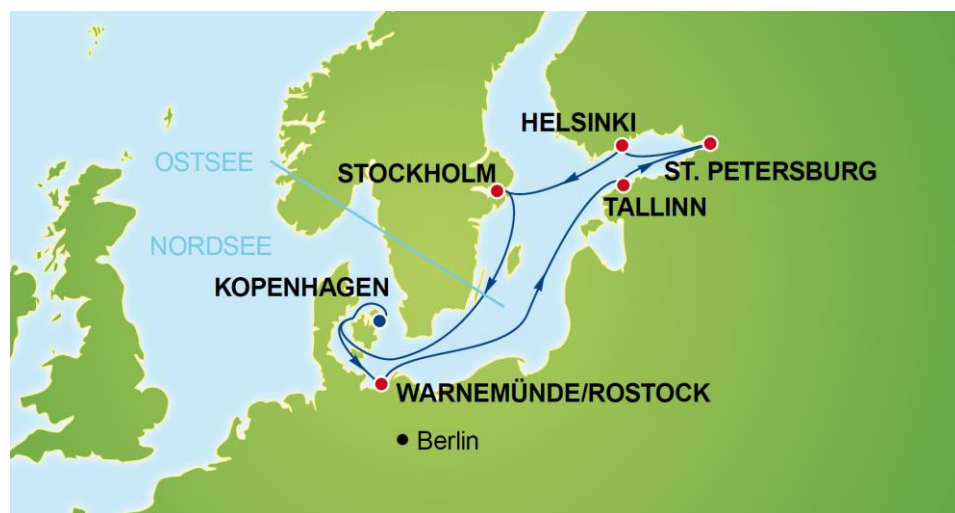 HELSINKI
OSTSEE
STOCKHOLM
ST. PETERSBURG
TALLINN
NORDSEE
KOPENHAGEN
WARNEMÜNDE/ROSTOCK
Berlin